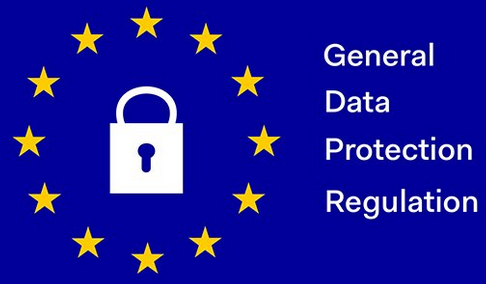 General
Data
Protection
Regulation